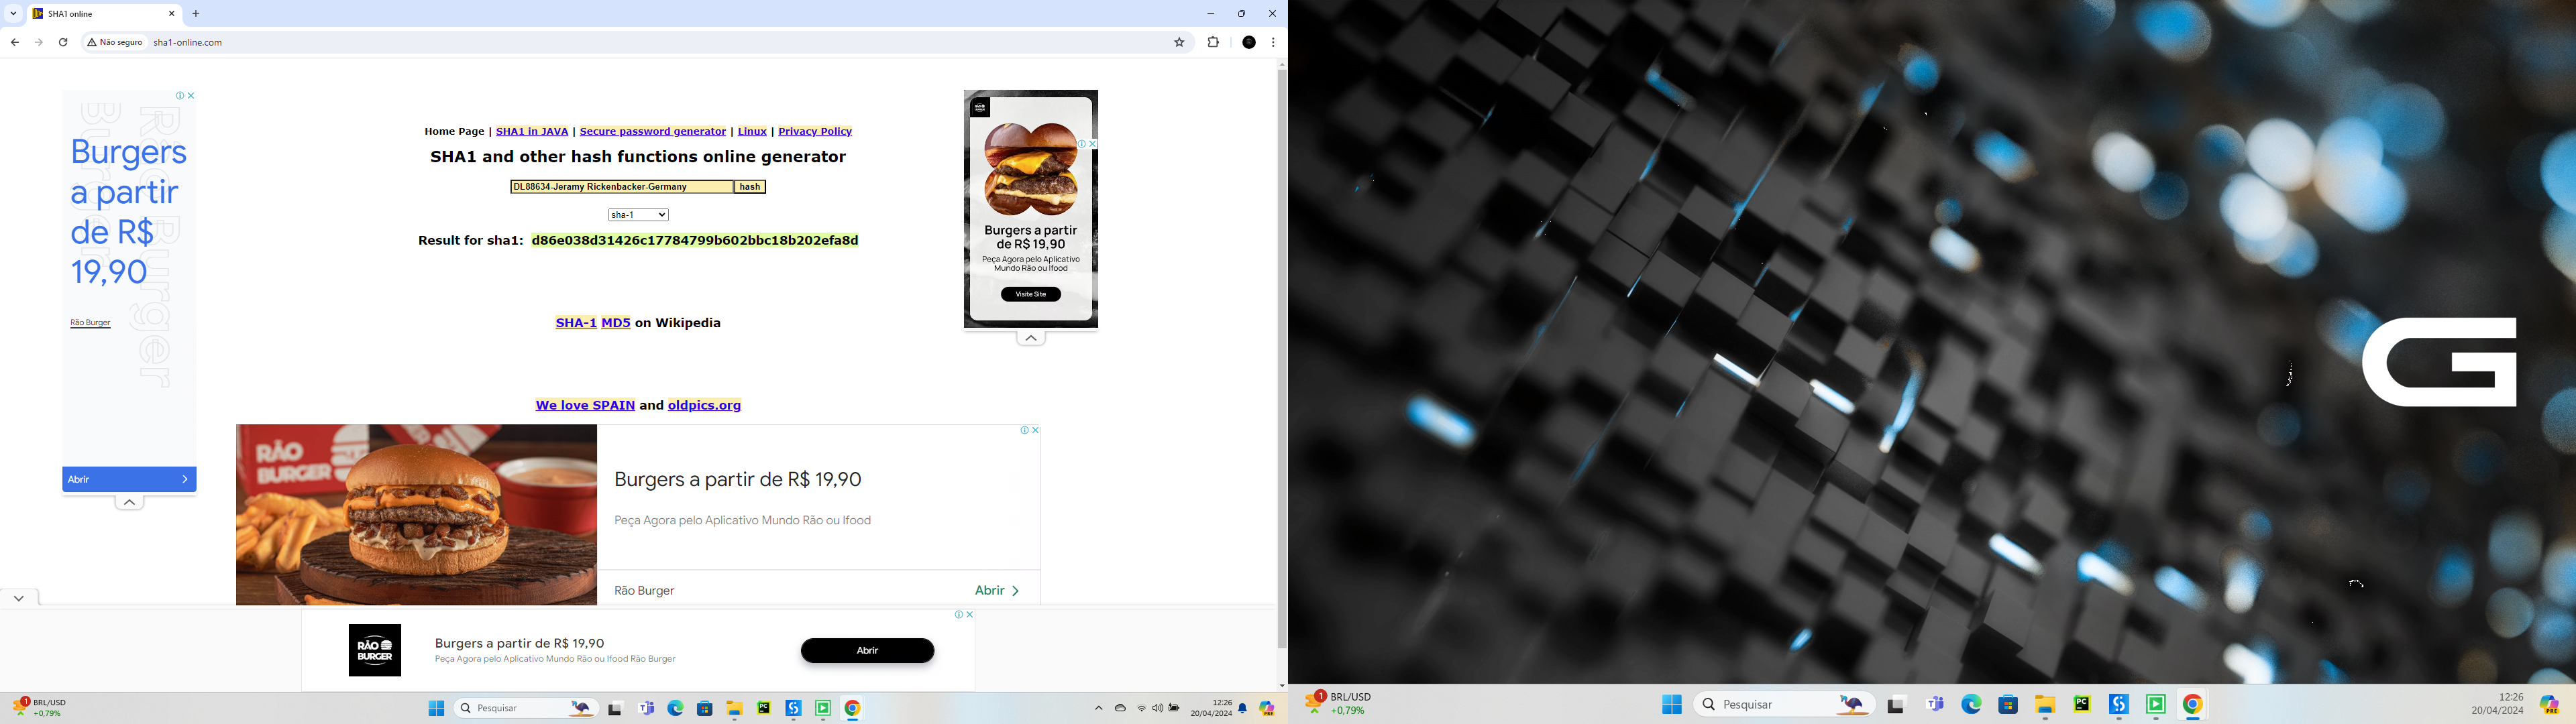 SHA1 online
Não seguro
sha1-online.com
Burgers
a partir
de R$
19,90
Rão Burger
Abrir
Home Page | SHA1 in JAVA | Secure password generator | Linux | Privacy Policy
SHA1 and other hash functions online generator
DL88634-Jeramy Rickenbacker-Germany
hash
sha-1
Result for sha1: d86e038d31426c17784799b602bbc18b202efa8d
SHA-1 MD5 on Wikipedia
We love SPAIN and oldpics.org
Burgers a partir
de R$ 19,90
Peça Agora pelo Aplicativo
Mundo Rão ou Ifood
Visite Site
RÃO
BURGER
Burgers a partir de R$ 19,90
Peça Agora pelo Aplicativo Mundo Rão ou Ifood
Rão Burger
Abrir
RÃO
BURGER
Burgers a partir de R$ 19,90
Peça Agora pelo Aplicativo Mundo Rão ou Ifood Rão Burger
Abrir
1
BRL/USD
+0,79%
Pesquisar
12:26
20/04/2024
PRE
G
1
BRL/USD
+0,79%
Pesquisar
12:26
20/04/2024
PRE